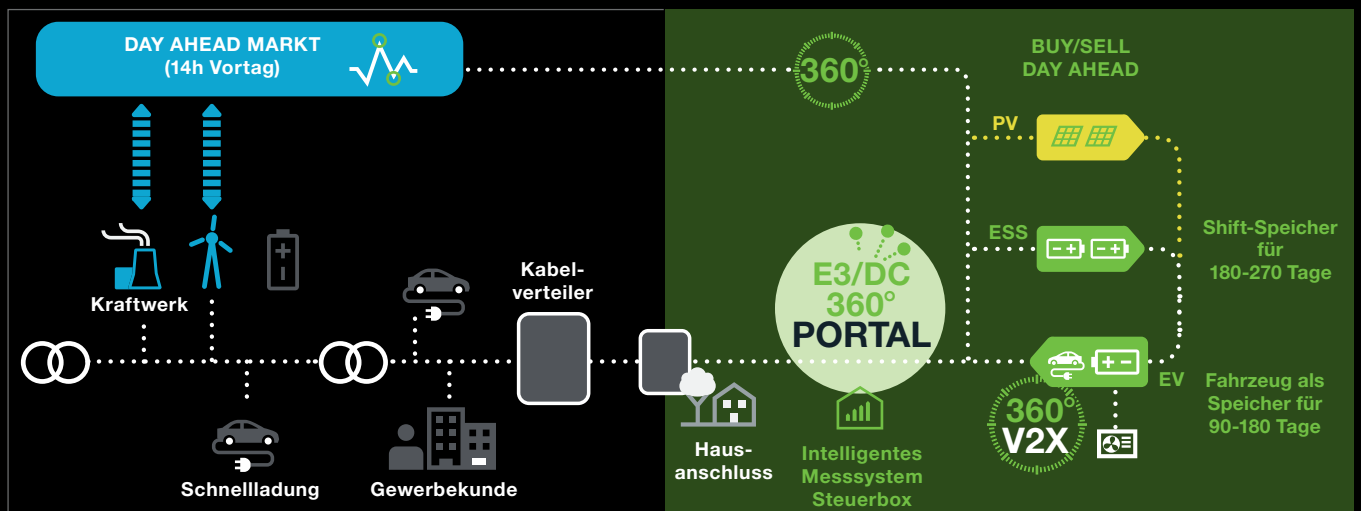 DAY AHEAD MARKT
(14h Vortag)
360°
BUY/SELL
DAY AHEAD
PV
ESS
Shift-Speicher
für
180-270 Tage
Kraftwerk
Kabel-
verteiler
E3/DC
360°
PORTAL
EV
Fahrzeug als
Speicher für
90-180 Tage
360°
V2X
Haus-
anschluss
Intelligentes
Messsystem
Steuerbox
Schnellladung
Gewerbekunde